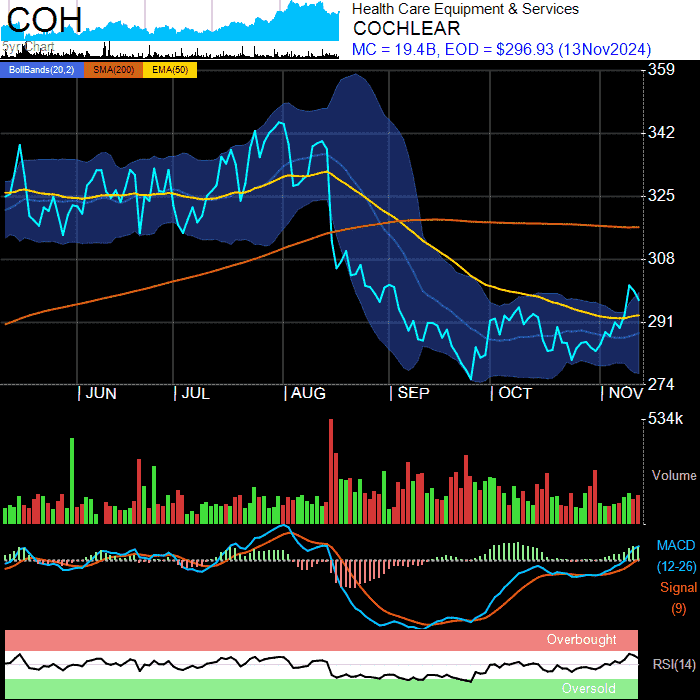 COH
5yr Chart
Health Care Equipment & Services
COCHLEAR
MC = 19.4B, EOD = $296.93 (13Nov2024)
BollBands(20,2) SMA(200) EMA(50)
359
342
325
308
291
274
JUN JUL AUG SEP OCT NOV
534k
Volume
MACD
(12-26)
Signal
(9)
Overbought
RSI(14)
Oversold